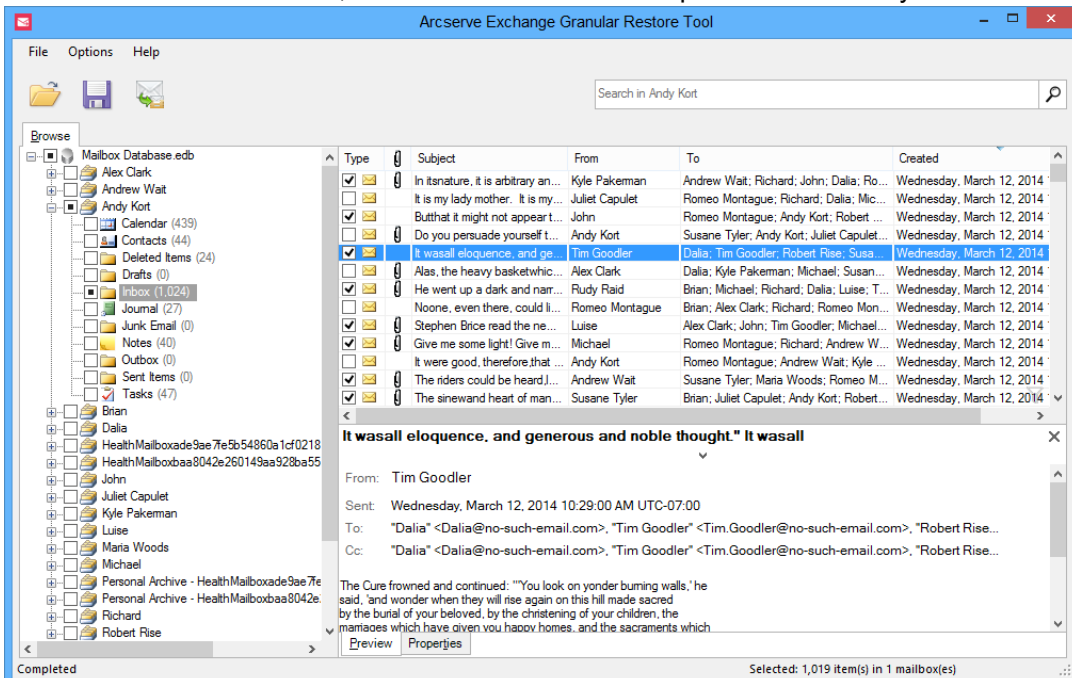 Arcserve Exchange Granular Restore Tool
File Options Help
Search in Andy Kort
Browse
Mailbox Database.edb
Alex Clark
Andrew Wait
Andy Kort
Calendar (439)
Contacts (44)
Deleted Items (24)
Drafts (0)
Inbox (1,024)
Journal (27)
Junk Email (0)
Notes (40)
Outbox (0)
Sent Items (0)
Tasks (47)
Brian
Dalia
HealthMailboxade9ae7fe5b54860a1cf0218
HealthMailboxbaa8042e260149aa928ba55
John
Juliet Capulet
Kyle Pakerman
Luise
Maria Woods
Michael
Personal Archive - HealthMailboxade9ae7fe
Personal Archive - HealthMailboxbaa8042e.
Richard
Robert Rise
Type Subject From To Created
In itsnature, it is arbitrary an... Kyle Pakerman Andrew Wait; Richard; John; Dalia; Ro... Wednesday, March 12, 2014
It is my lady mother. It is my... Juliet Capulet Romeo Montague; Richard; Dalia; Mic... Wednesday, March 12, 2014
Butthat it might not appear t... John Romeo Montague; Andy Kort; Robert ... Wednesday, March 12, 2014
Do you persuade yourself t... Andy Kort Susane Tyler; Andy Kort; Juliet Capulet... Wednesday, March 12, 2014
It wasall eloquence, and ge... Tim Goodler Dalia; Tim Goodler; Robert Rise; Susa... Wednesday, March 12, 2014
Alas, the heavy basketwhic... Alex Clark Dalia; Kyle Pakerman; Michael; Susan... Wednesday, March 12, 2014
He went up a dark and narr... Rudy Raid Brian; Michael; Richard; Dalia; Luise; T... Wednesday, March 12, 2014
Noone, even there, could li... Romeo Montague Brian; Alex Clark; Richard; Romeo Mon... Wednesday, March 12, 2014
Stephen Brice read the ne... Luise Alex Clark; John; Tim Goodler; Michael... Wednesday, March 12, 2014
Give me some light! Give m... Michael Romeo Montague; Richard; Andrew W... Wednesday, March 12, 2014
It were good, therefore,that ... Andy Kort Romeo Montague; Andrew Wait; Kyle ... Wednesday, March 12, 2014
The riders could be heard,l... Andrew Wait Susane Tyler; Maria Woods; Romeo M... Wednesday, March 12, 2014
The sinewand heart of man... Susane Tyler Brian; Juliet Capulet; Andy Kort; Robert... Wednesday, March 12, 2014
It wasall eloquence, and generous and noble thought." It wasall
From: Tim Goodler
Sent: Wednesday, March 12, 2014 10:29:00 AM UTC-07:00
To: "Dalia" <Dalia@no-such-email.com>, "Tim Goodler" <Tim.Goodler@no-such-email.com>, "Robert Rise...
Cc: "Dalia" <Dalia@no-such-email.com>, "Tim Goodler" <Tim.Goodler@no-such-email.com>, "Robert Rise...
The Cure frowned and continued: "'You look on yonder burning walls,' he
said, 'and wonder when they will rise again on this hill made sacred
by the burial of your beloved, by the christening of your children, the
marriages which have given you happy homes, and the sacraments which
Preview Properties
Completed Selected: 1,019 item(s) in 1 mailbox(es)